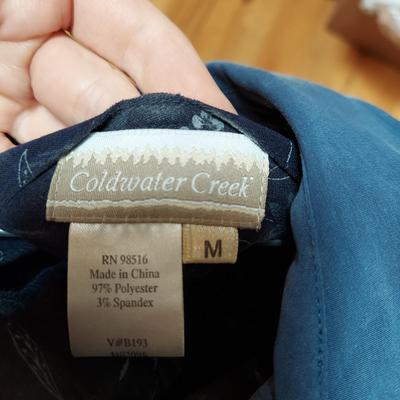 Coldwater Creek
M
RN 98516
Made in China
97% Polyester
3% Spandex
V#B193